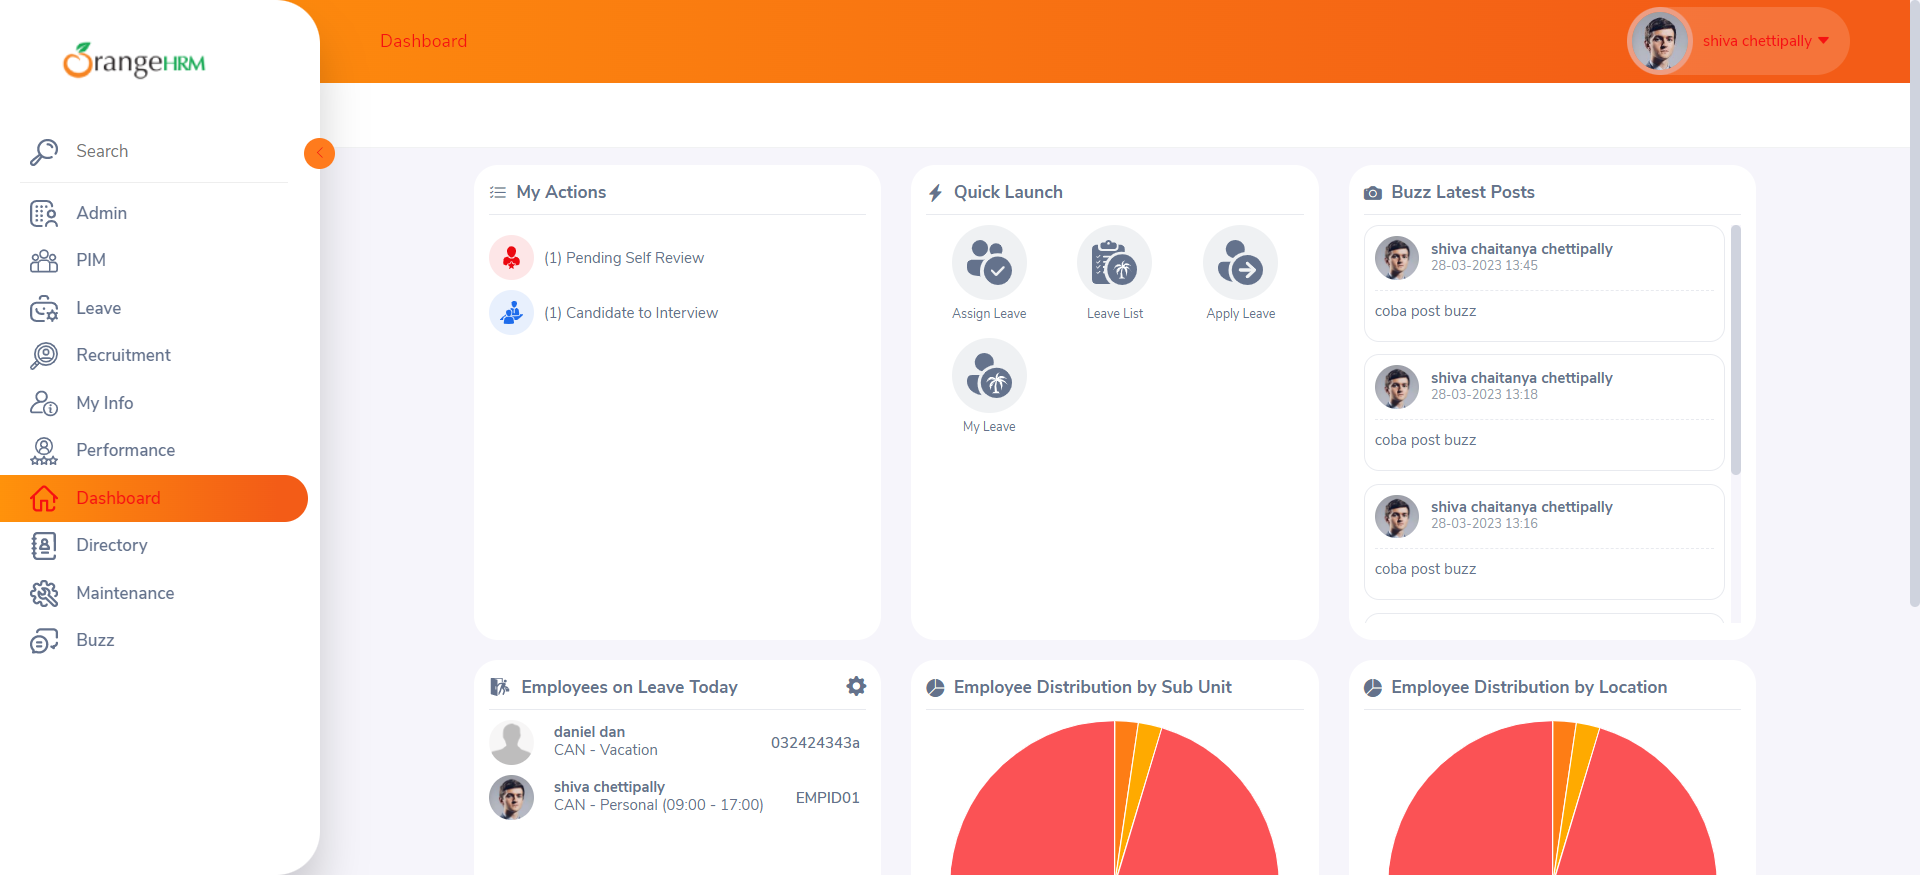 OrangeHRM
Search
Admin
PIM
Leave
Recruitment
My Info
Performance
Dashboard
Directory
Maintenance
Buzz
Dashboard
shiva chettipally
My Actions
(1) Pending Self Review
(1) Candidate to Interview
Quick Launch
Assign Leave
Leave List
Apply Leave
My Leave
Buzz Latest Posts
shiva chaitanya chettipally
28-03-2023 13:45
coba post buzz
shiva chaitanya chettipally
28-03-2023 13:18
coba post buzz
shiva chaitanya chettipally
28-03-2023 13:16
coba post buzz
Employees on Leave Today
daniel dan
CAN - Vacation
032424343a
shiva chettipally
CAN - Personal (09:00 - 17:00)
EMPID01
Employee Distribution by Sub Unit
Employee Distribution by Location